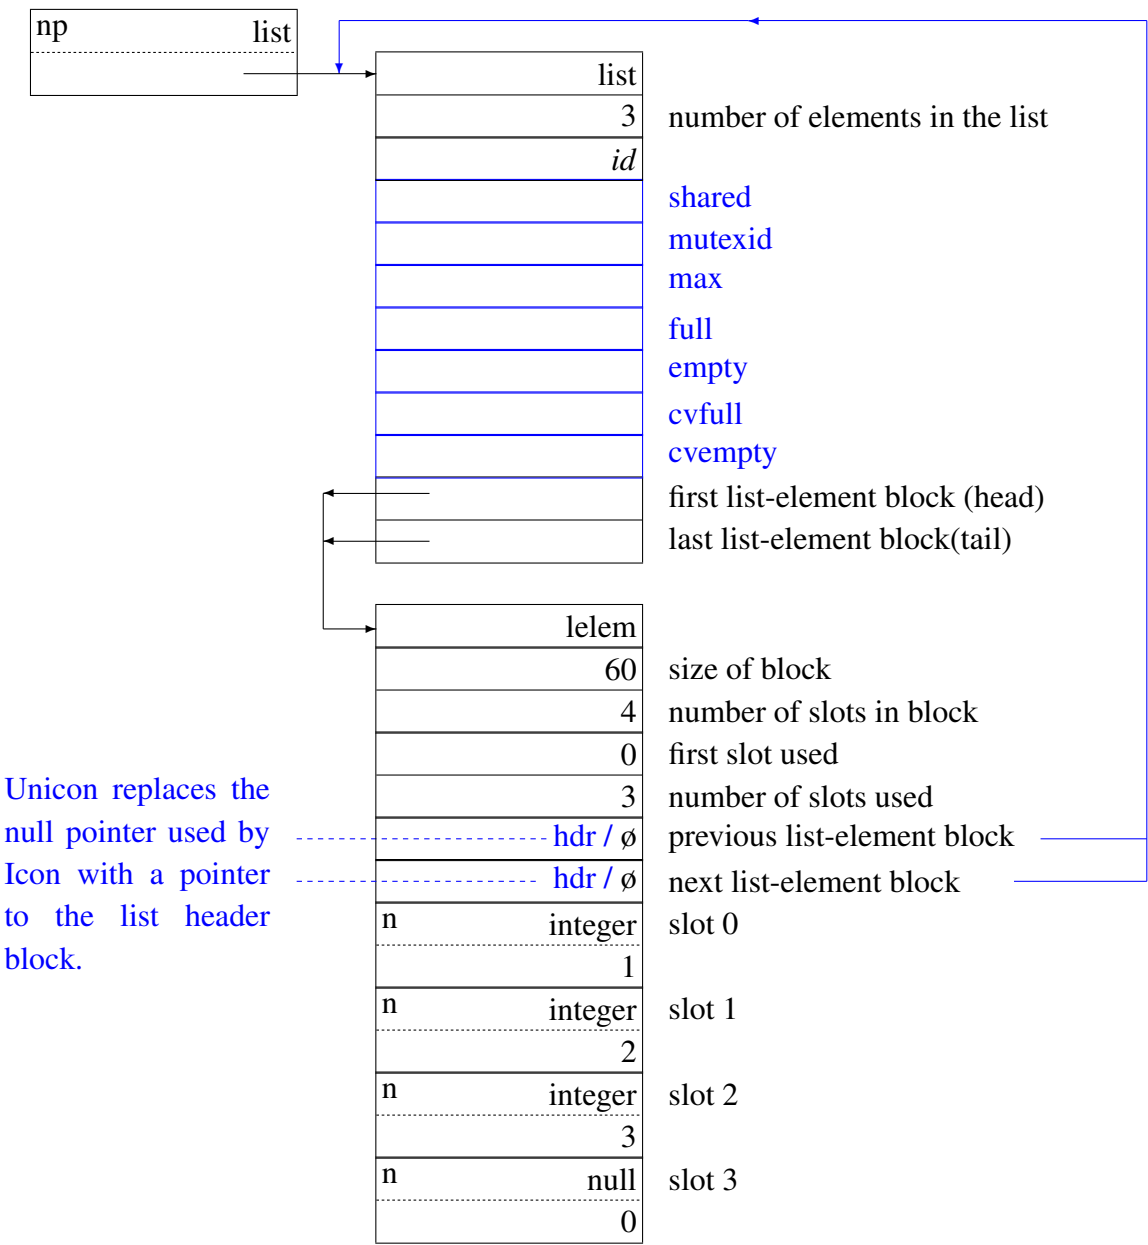 np list
list
3 number of elements in the list
id
shared
mutexid
max
full
empty
cvfull
cvempty
first list-element block (head)
last list-element block(tail)
lelem
60 size of block
4 number of slots in block
0 first slot used
3 number of slots used
Unicon replaces the
null pointer used by
Icon with a pointer
to the list header
block.
hdr / ø previous list-element block
hdr / ø next list-element block
n integer slot 0
1
n integer slot 1
2
n integer slot 2
3
n null slot 3
0